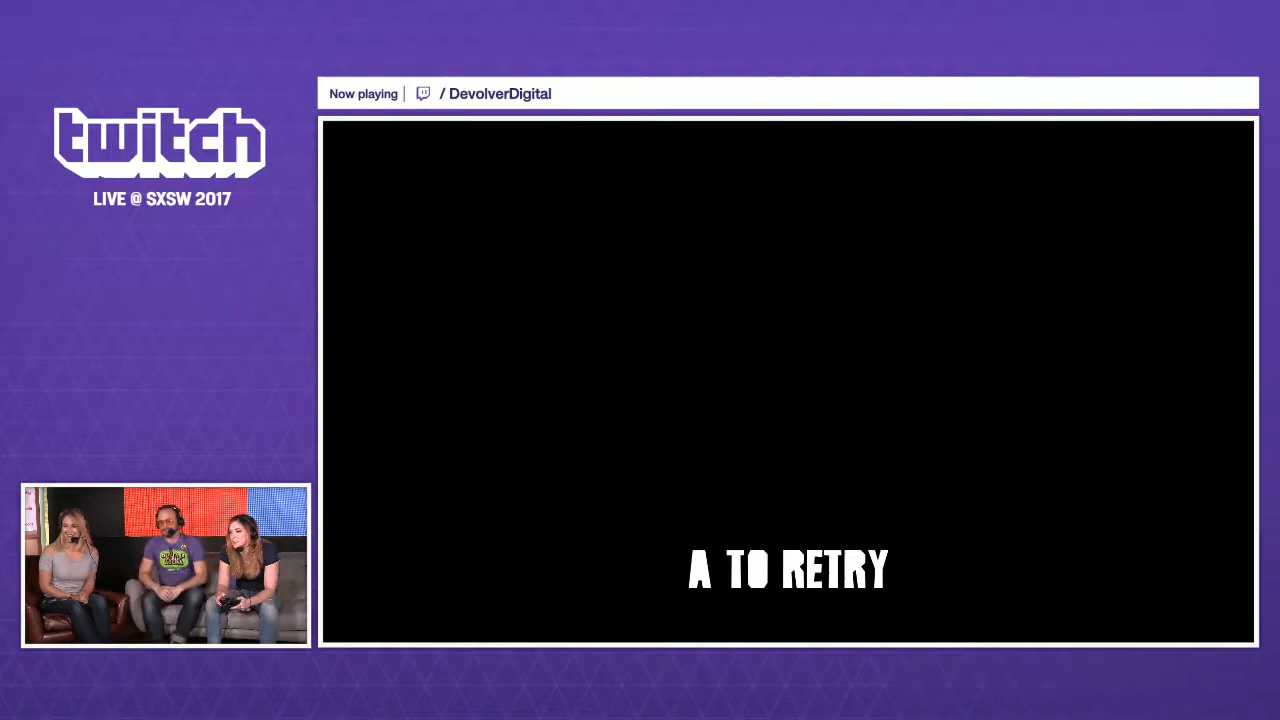 Now playing | / DevolverDigital
twitch
LIVE @ SXSW 2017
A TO RETRY